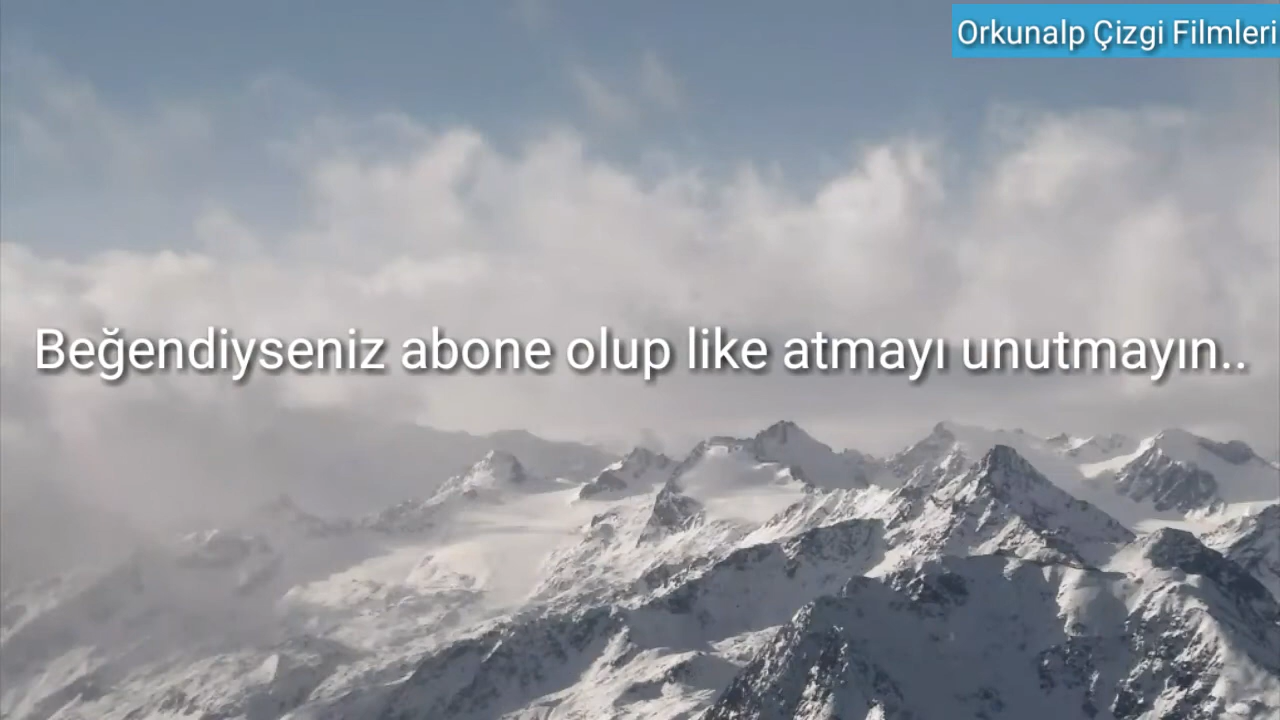 Orkunalp Çizgi Filmleri
Beğendiyseniz abone olup like atmayı unutmayın..